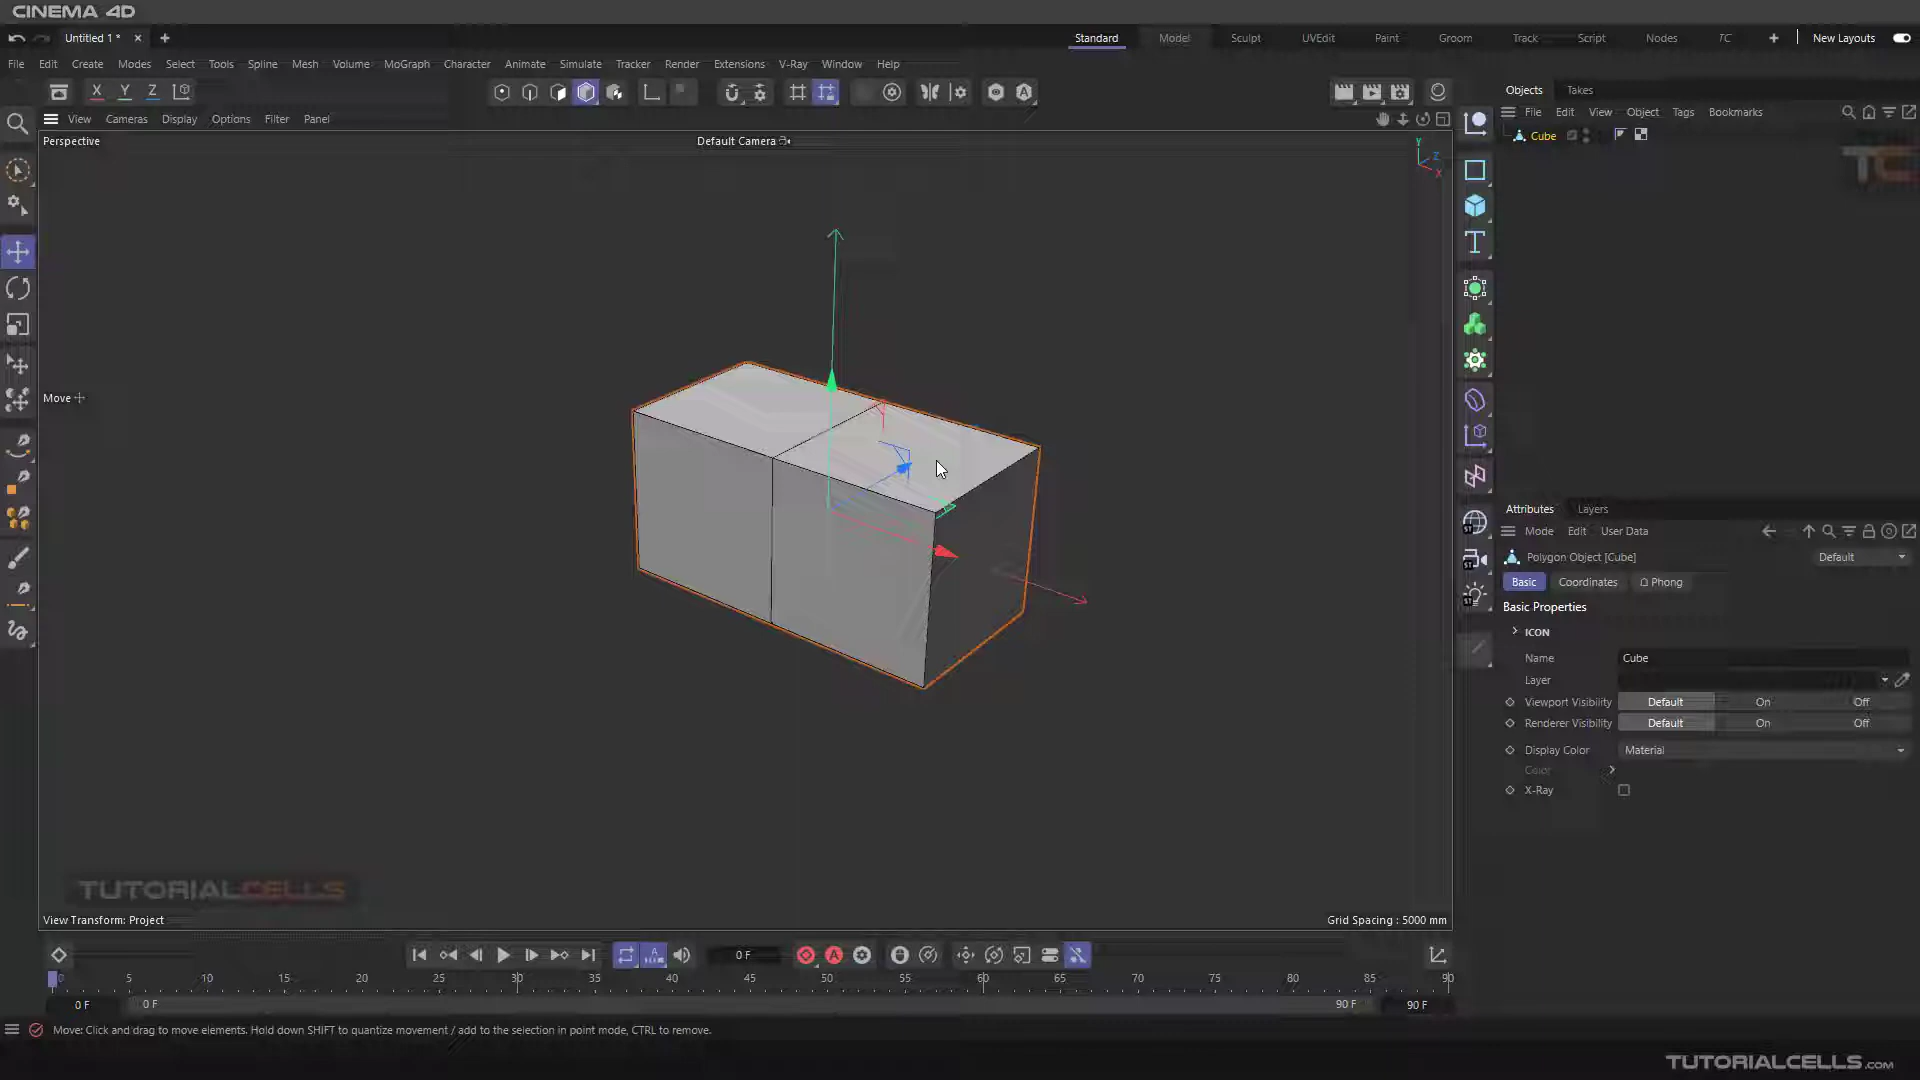 CINEMA 4D
Untitled 1 *
Standard
Model
Sculpt
UVEdit
Paint
Groom
Track
Script
Nodes
TC
New Layouts
File
Edit
Create
Modes
Select
Tools
Spline
Mesh
Volume
MoGraph
Character
Animate
Simulate
Tracker
Render
Extensions
V-Ray
Window
Help
X
Y
Z
View
Cameras
Display
Options
Filter
Panel
Perspective
Default Camera
Y
Z
X
Move
Objects
Takes
File
Edit
View
Object
Tags
Bookmarks
Cube
TC
Attributes
Layers
Mode
Edit
User Data
Polygon Object [Cube]
Default
Basic
Coordinates
Phong
Basic Properties
ICON
Name
Cube
Layer
Viewport Visibility
Default
On
Off
Renderer Visibility
Default
On
Off
Display Color
Material
Color
X-Ray
ST
ST
ST
TUTORIALCELLS
View Transform: Project
Grid Spacing : 5000 mm
0 F
0
5
10
15
20
25
30
35
40
45
50
55
60
65
70
75
80
85
90
0 F
0 F
90 F
90 F
Move: Click and drag to move elements. Hold down SHIFT to quantize movement / add to the selection in point mode, CTRL to remove.
TUTORIALCELLS.com